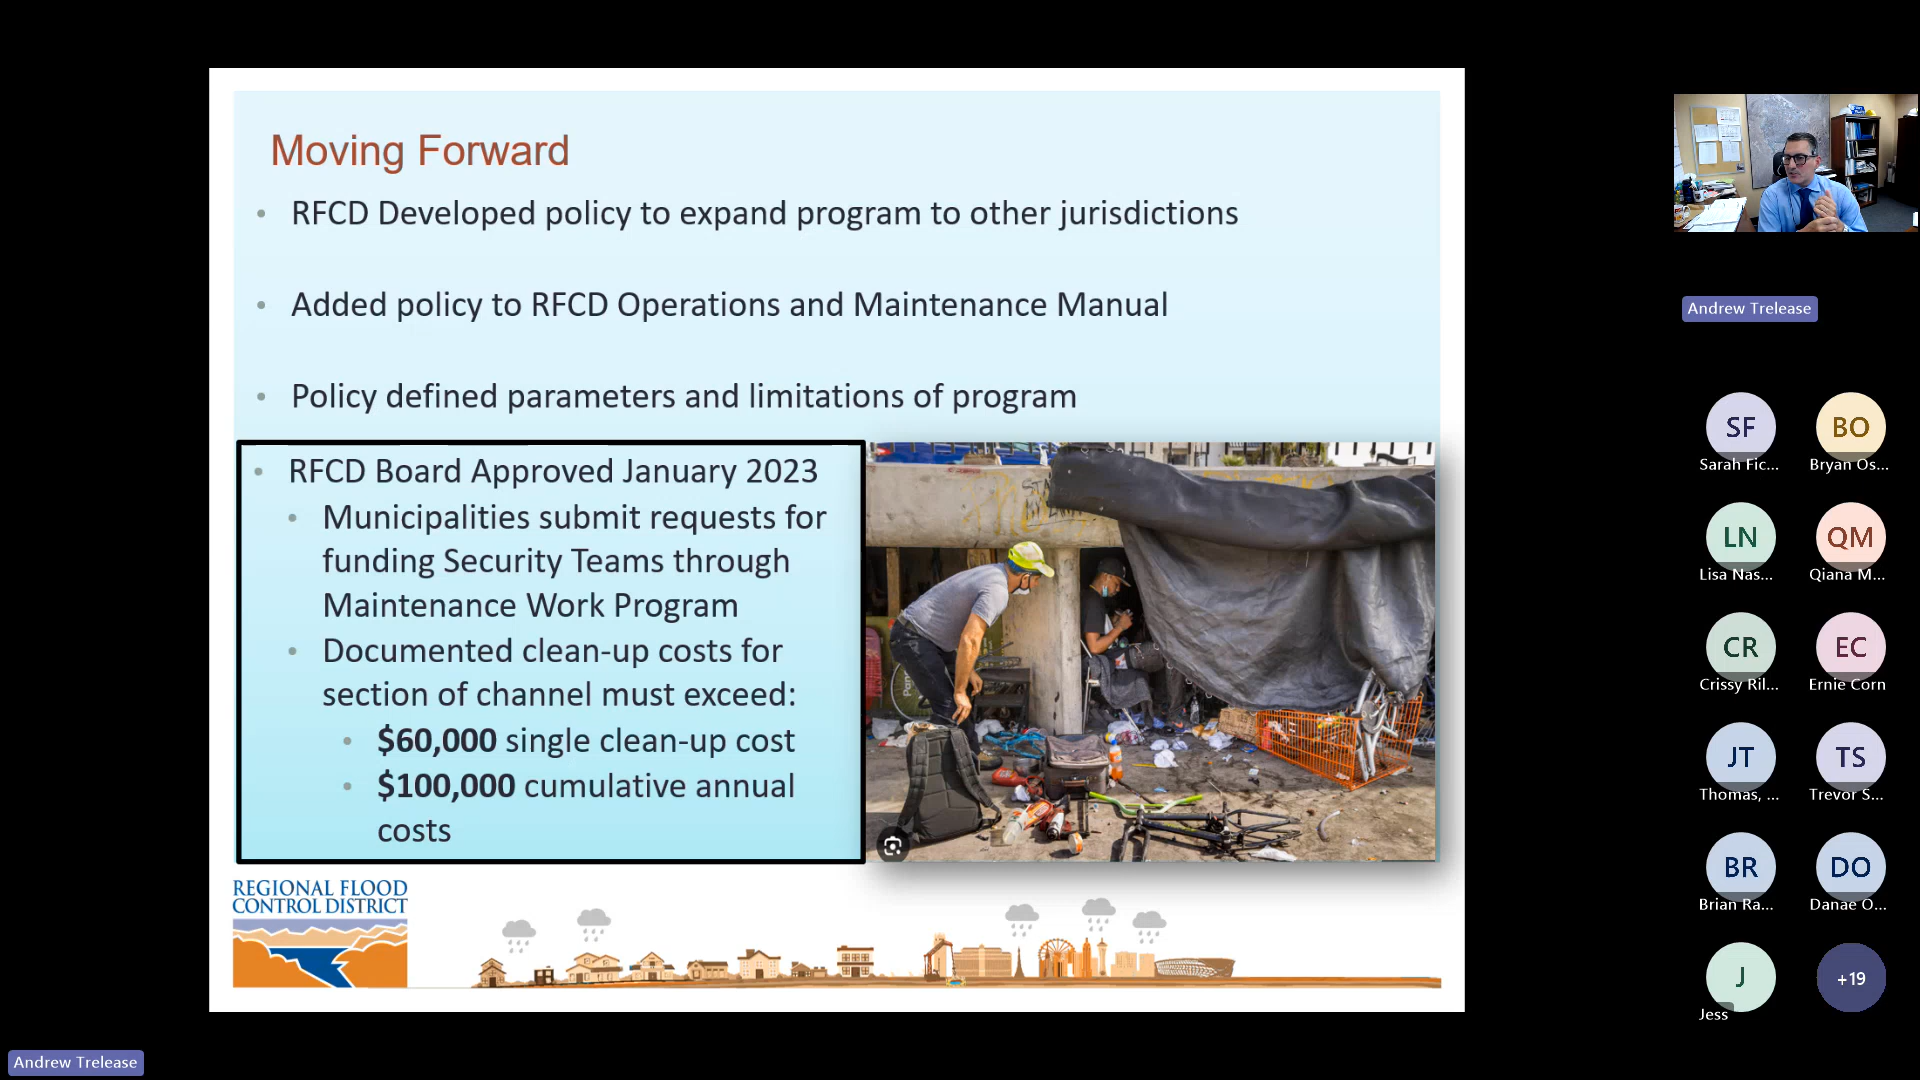 Moving Forward
• RFCD Developed policy to expand program to other jurisdictions
• Added policy to RFCD Operations and Maintenance Manual
• Policy defined parameters and limitations of program
• RFCD Board Approved January 2023
• Municipalities submit requests for
funding Security Teams through
Maintenance Work Program
• Documented clean-up costs for
section of channel must exceed:
• $60,000 single clean-up cost
• $100,000 cumulative annual
costs
REGIONAL FLOOD
CONTROL DISTRICT
Andrew Trelease
SF
Sarah Fic...
BO
Bryan Os...
LN
Lisa Nas...
QM
Qiana M...
CR
Crissy Ril...
EC
Ernie Corn
JT
Thomas, ...
TS
Trevor S...
BR
Brian Ra...
DO
Danae O...
J
Jess
+19
Andrew Trelease